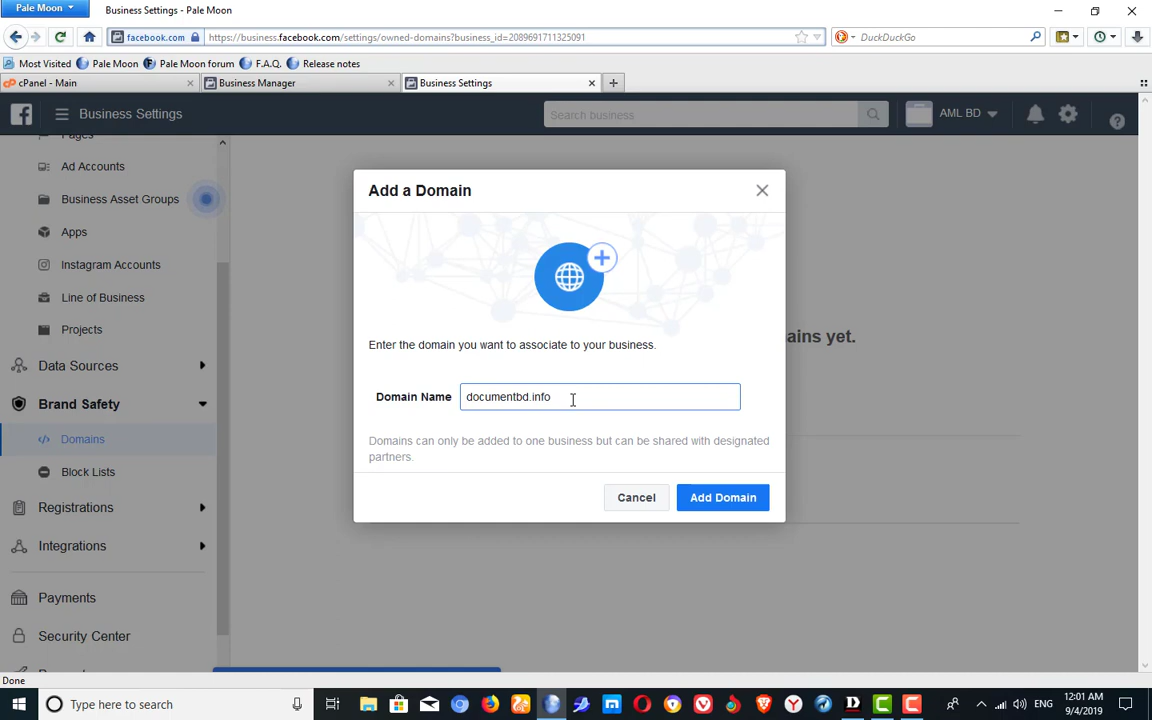 Pale Moon
Business Settings - Pale Moon
facebook.com
https://business.facebook.com/settings/owned-domains?business_id=2089691711325091
DuckDuckGo
Most Visited
Pale Moon
Pale Moon forum
F.A.Q.
Release notes
cPanel - Main
Business Manager
Business Settings
Business Settings
Search business
AML BD
Pages
Ad Accounts
Business Asset Groups
Apps
Instagram Accounts
Line of Business
Projects
Data Sources
Brand Safety
Domains
Block Lists
Registrations
Integrations
Payments
Security Center
Add a Domain
Enter the domain you want to associate to your business.
Domain Name
documentbd.info
Domains can only be added to one business but can be shared with designated
partners.
Cancel
Add Domain
ains yet.
Done
Type here to search
ENG
12:01 AM
9/4/2019